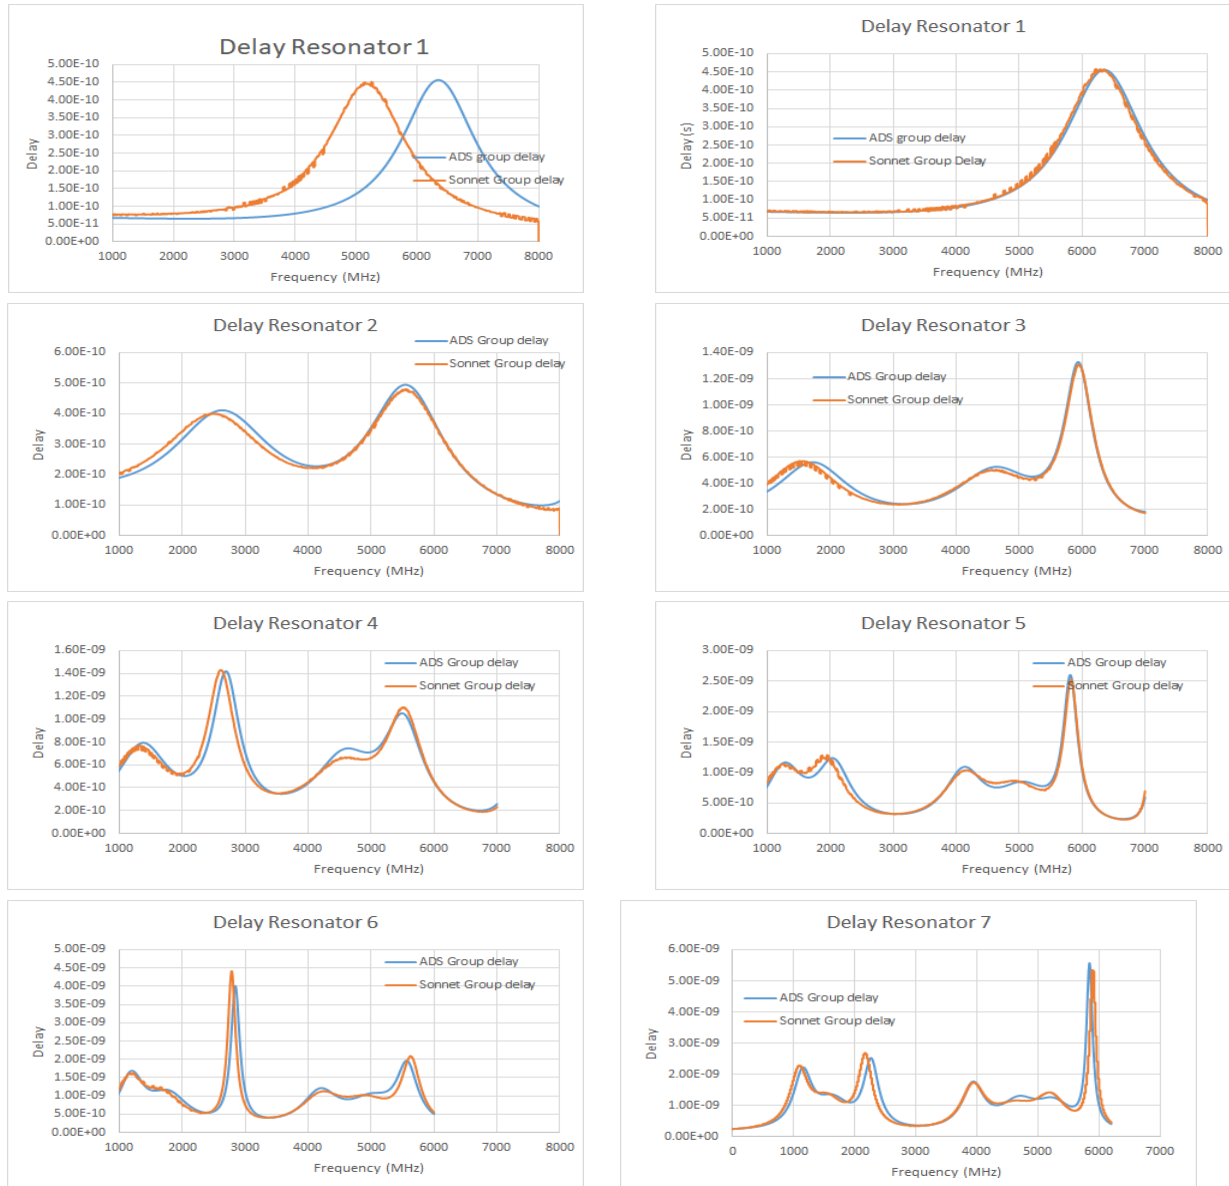 Delay Resonator 1
5.00E-10
4.50E-10
4.00E-10
3.50E-10
3.00E-10
2.50E-10
2.00E-10
1.50E-10
1.00E-10
5.00E-11
0.00E+00
Delay
ADS group delay
Sonnet Group delay
1000 2000 3000 4000 5000 6000 7000 8000
Frequency (MHz)
Delay Resonator 1
5.00E-10
4.50E-10
4.00E-10
3.50E-10
3.00E-10
2.50E-10
2.00E-10
1.50E-10
1.00E-10
5.00E-11
0.00E+00
Delay(s)
ADS group delay
Sonnet Group Delay
1000 2000 3000 4000 5000 6000 7000 8000
Frequency (MHz)
Delay Resonator 2
6.00E-10
5.00E-10
4.00E-10
3.00E-10
2.00E-10
1.00E-10
0.00E+00
Delay
ADS Group delay
Sonnet Group delay
1000 2000 3000 4000 5000 6000 7000 8000
Frequency (MHz)
Delay Resonator 3
1.40E-09
1.20E-09
1.00E-09
8.00E-10
6.00E-10
4.00E-10
2.00E-10
0.00E+00
Delay
ADS Group delay
Sonnet Group delay
1000 2000 3000 4000 5000 6000 7000 8000
Frequency (MHz)
Delay Resonator 4
1.60E-09
1.40E-09
1.20E-09
1.00E-09
8.00E-10
6.00E-10
4.00E-10
2.00E-10
0.00E+00
Delay
ADS Group delay
Sonnet Group delay
1000 2000 3000 4000 5000 6000 7000 8000
Frequency (MHz)
Delay Resonator 5
3.00E-09
2.50E-09
2.00E-09
1.50E-09
1.00E-09
5.00E-10
0.00E+00
Delay
ADS Group delay
Sonnet Group delay
1000 2000 3000 4000 5000 6000 7000 8000
Frequency (MHz)
Delay Resonator 6
5.00E-09
4.50E-09
4.00E-09
3.50E-09
3.00E-09
2.50E-09
2.00E-09
1.50E-09
1.00E-09
5.00E-10
0.00E+00
Delay
ADS Group delay
Sonnet Group delay
1000 2000 3000 4000 5000 6000 7000 8000
Frequency (MHz)
Delay Resonator 7
6.00E-09
5.00E-09
4.00E-09
3.00E-09
2.00E-09
1.00E-09
0.00E+00
Delay
ADS Group delay
Sonnet Group delay
0 1000 2000 3000 4000 5000 6000 7000
Frequency (MHz)